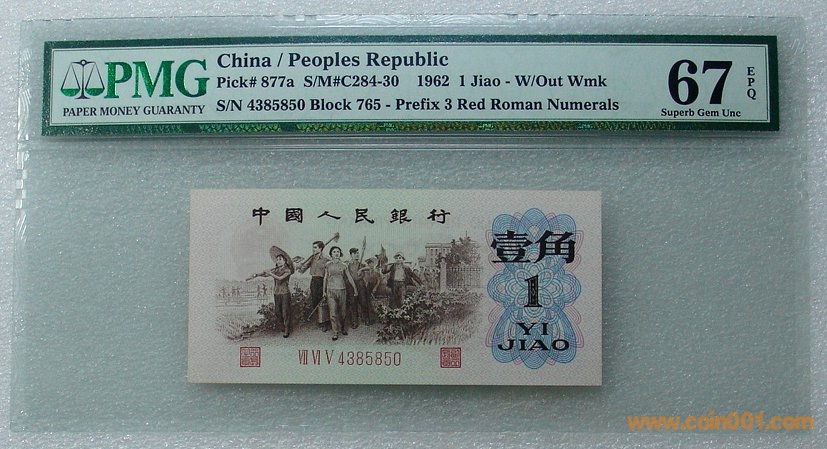 PMG
PAPER MONEY GUARANTY
China / Peoples Republic
Pick# 877a S/M#C284-30 1962 1 Jiao - W/Out Wmk
S/N 4385850 Block 765 - Prefix 3 Red Roman Numerals
67 EPQ
Superb Gem Unc
中國人民銀行
壹角
1
YI
JIAO
VII VI V 4385850
www.coin001.com